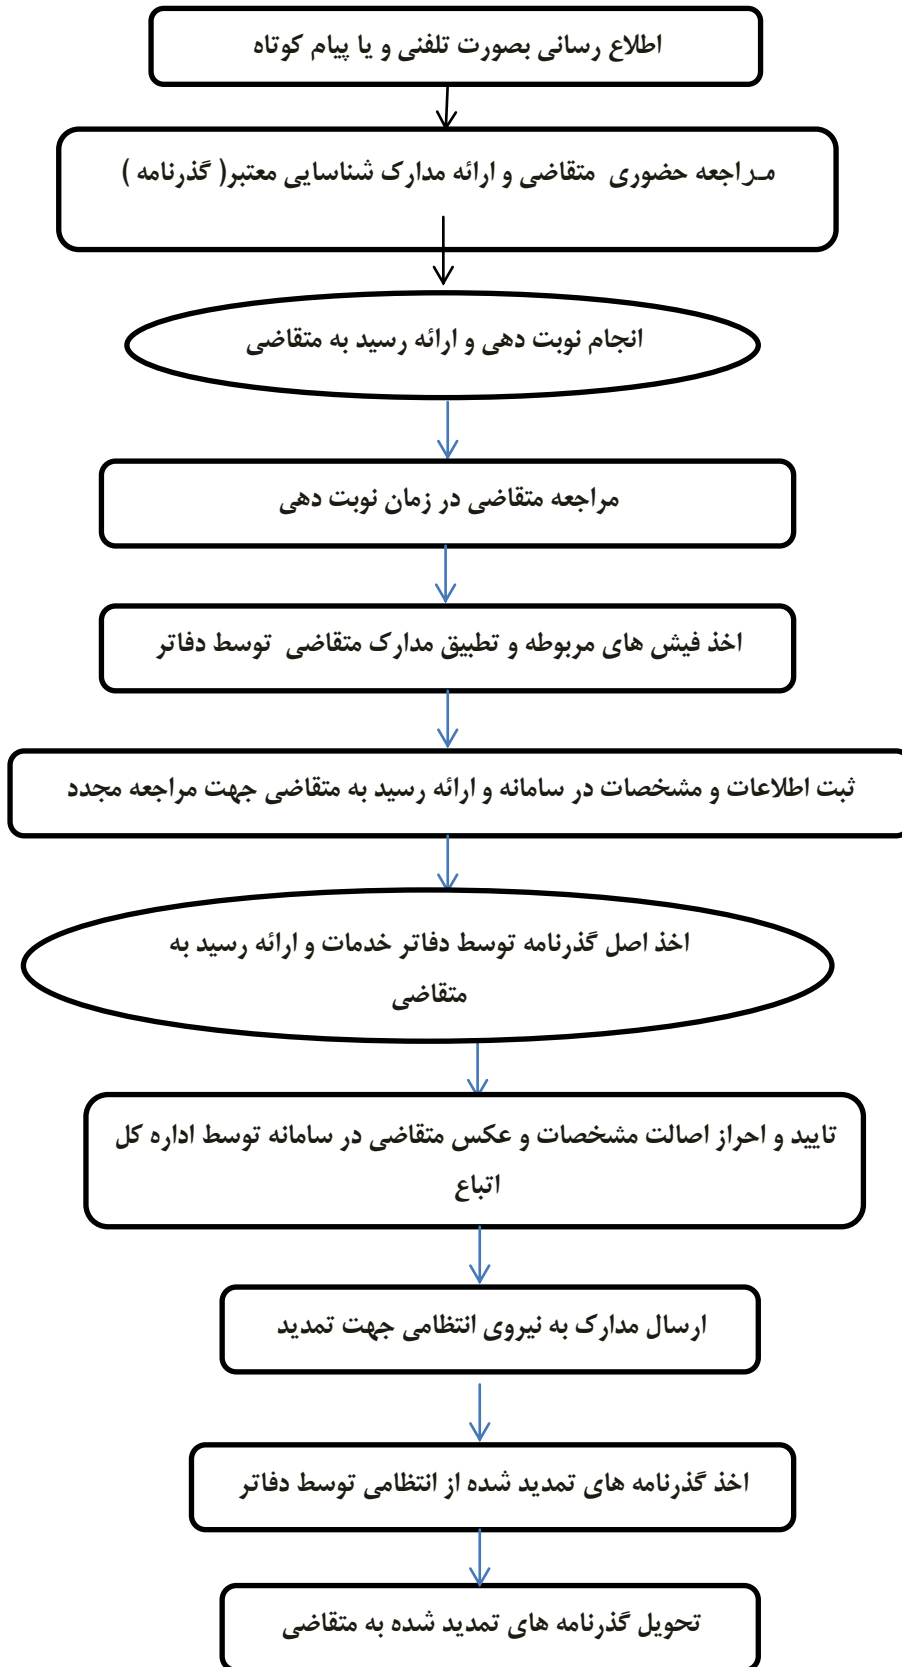 اطلاع رسانی بصورت تلفنی و یا پیام کوتاه
مـراجعه حضوری متقاضی و ارائه مدارک شناسایی معتبر( گذرنامه )
انجام نوبت دهی و ارائه رسید به متقاضی
مراجعه متقاضی در زمان نوبت دهی
اخذ فیش های مربوطه و تطبیق مدارک متقاضی توسط دفاتر
ثبت اطلاعات و مشخصات در سامانه و ارائه رسید به متقاضی جهت مراجعه مجدد
اخذ اصل گذرنامه توسط دفاتر خدمات و ارائه رسید به
متقاضی
تایید و احراز اصالت مشخصات و عکس متقاضی در سامانه توسط اداره کل
اتباع
ارسال مدارک به نیروی انتظامی جهت تمدید
اخذ گذرنامه های تمدید شده از انتظامی توسط دفاتر
تحویل گذرنامه های تمدید شده به متقاضی